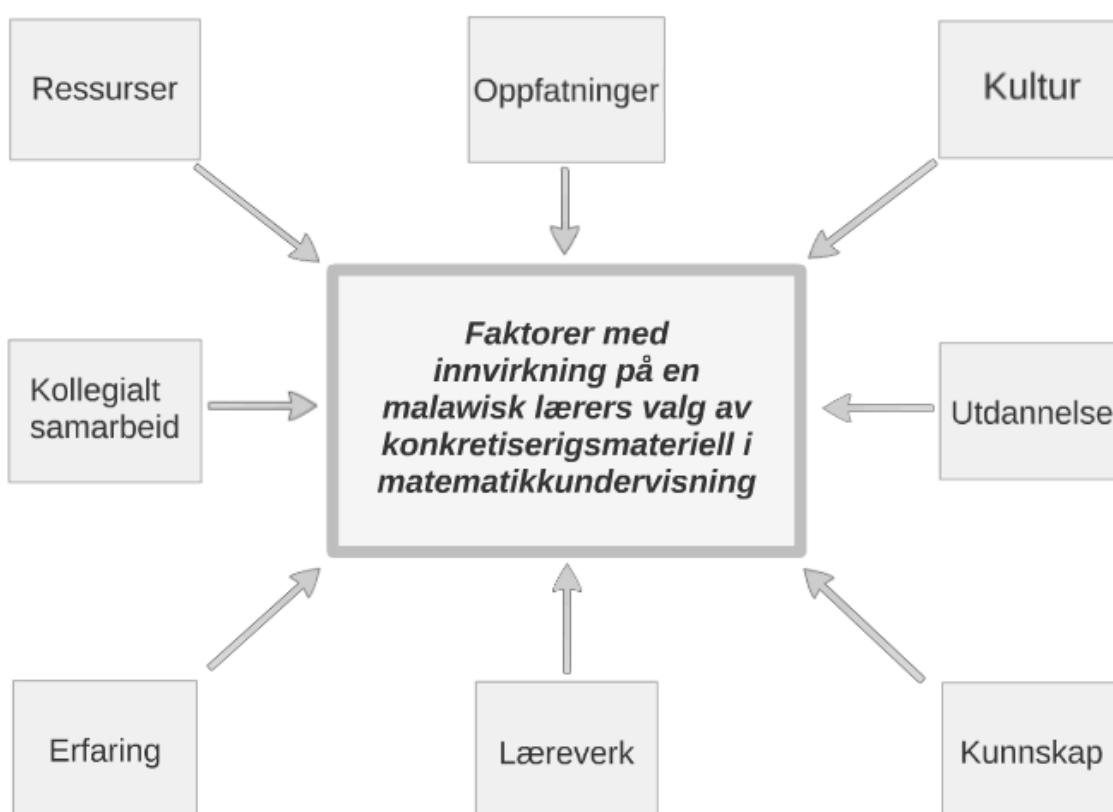 Ressurser
Oppfatninger
Kultur
Faktorer med
innvirkning på en
malawisk lærers valg av
konkretiserigsmateriell i
matematikkundervisning
Kollegialt
samarbeid
Utdannelse
Erfaring
Læreverk
Kunnskap